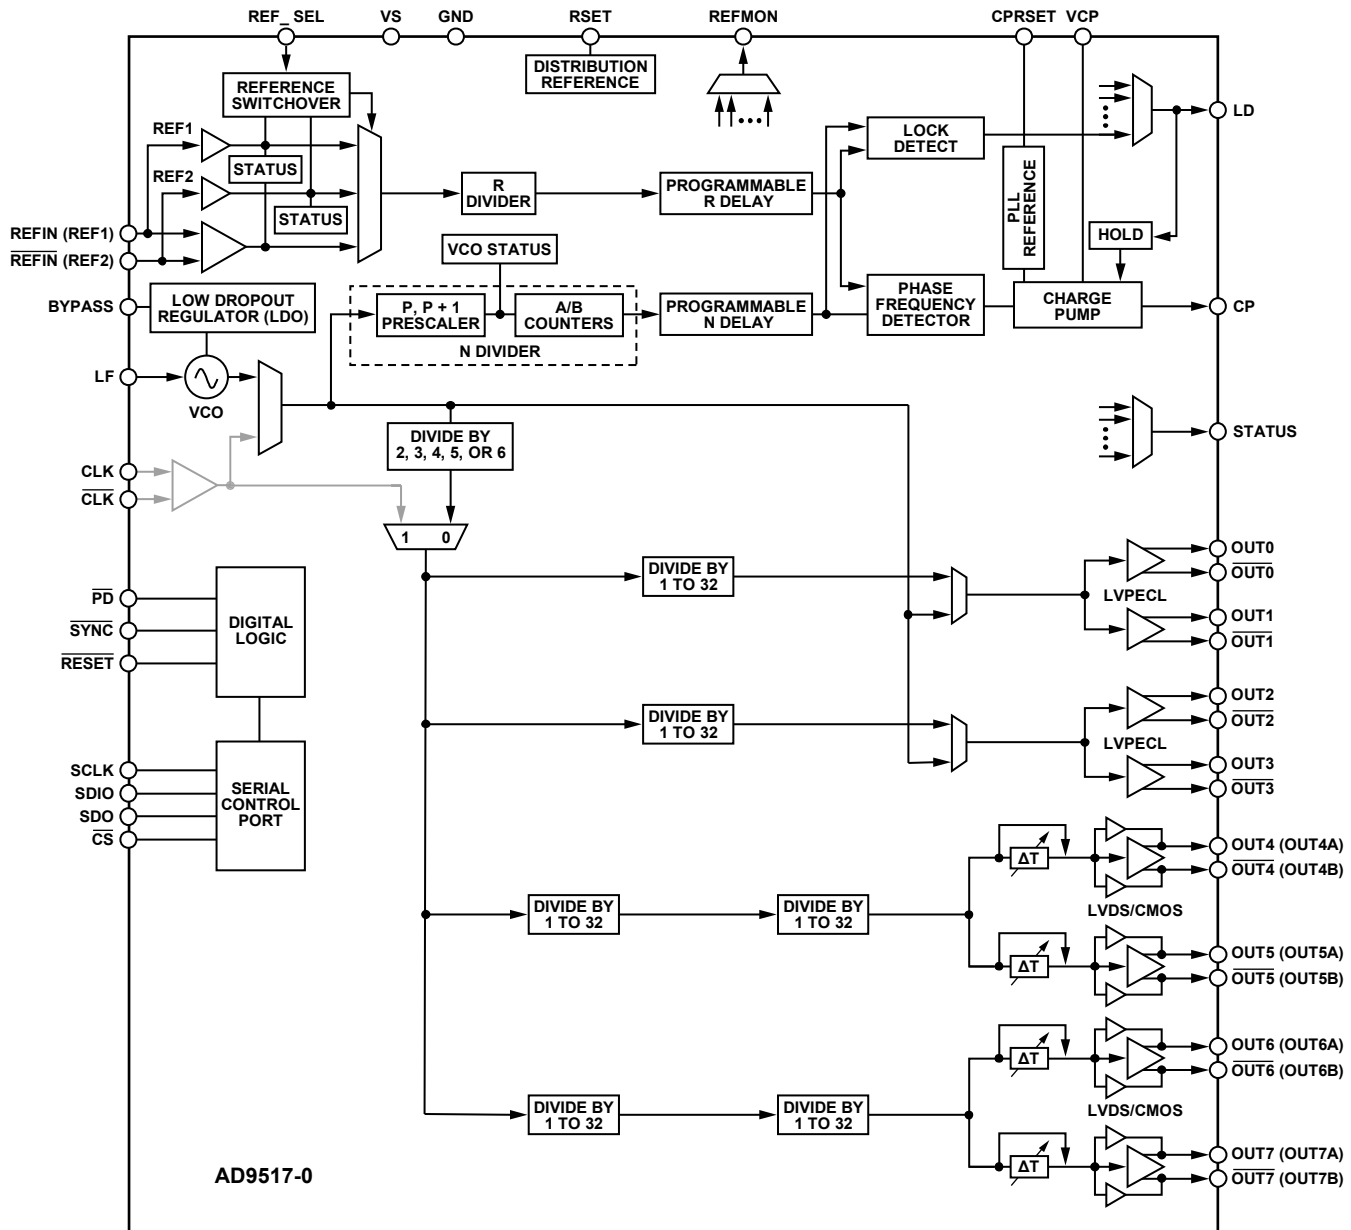 REF_SEL
VS
GND
RSET
REFMON
CPRSET
VCP
DISTRIBUTION
REFERENCE
REFERENCE
SWITCHOVER
REF1
STATUS
REF2
STATUS
R
DIVIDER
PROGRAMMABLE
R DELAY
LOCK
DETECT
LD
PLL
REFERENCE
HOLD
REFIN (REF1)
REFIN (REF2)
VCO STATUS
BYPASS
LOW DROPOUT
REGULATOR (LDO)
P, P + 1
PRESCALER
A/B
COUNTERS
N DIVIDER
PROGRAMMABLE
N DELAY
PHASE
FREQUENCY
DETECTOR
CHARGE
PUMP
CP
LF
VCO
DIVIDE BY
2, 3, 4, 5, OR 6
STATUS
CLK
CLK
1 0
DIVIDE BY
1 TO 32
LVPECL
OUT0
OUT0
OUT1
OUT1
PD
SYNC
RESET
DIGITAL
LOGIC
DIVIDE BY
1 TO 32
LVPECL
OUT2
OUT2
OUT3
OUT3
SCLK
SDIO
SDO
CS
SERIAL
CONTROL
PORT
DIVIDE BY
1 TO 32
DIVIDE BY
1 TO 32
ΔT
ΔT
LVDS/CMOS
OUT4 (OUT4A)
OUT4 (OUT4B)
OUT5 (OUT5A)
OUT5 (OUT5B)
DIVIDE BY
1 TO 32
DIVIDE BY
1 TO 32
ΔT
ΔT
LVDS/CMOS
OUT6 (OUT6A)
OUT6 (OUT6B)
OUT7 (OUT7A)
OUT7 (OUT7B)
AD9517-0